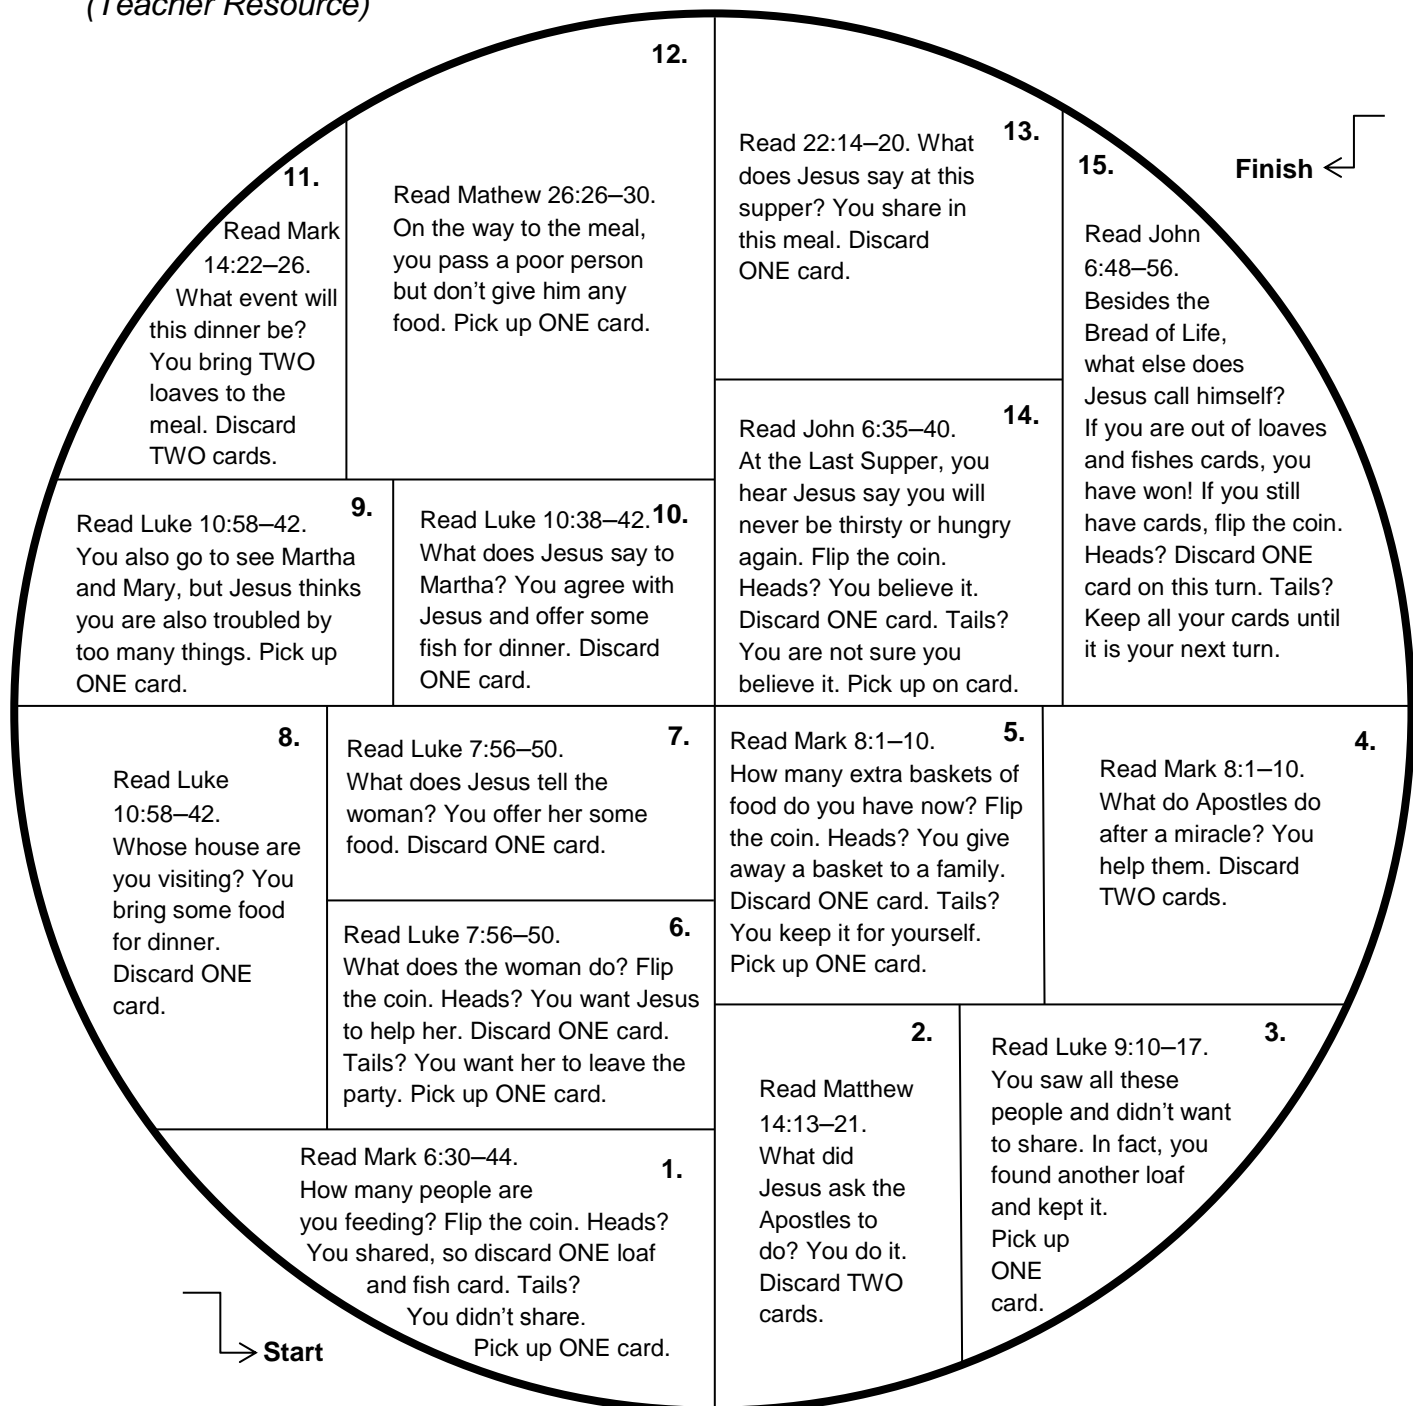 (Teacher Resource)
12.
Read Mathew 26:26–30.
On the way to the meal,
you pass a poor person
but don’t give him any
food. Pick up ONE card.
13.
Read 22:14–20. What
does Jesus say at this
supper? You share in
this meal. Discard
ONE card.
Finish
15.
Read John
6:48–56.
Besides the
Bread of Life,
what else does
Jesus call himself?
If you are out of loaves
and fishes cards, you
have won! If you still
have cards, flip the coin.
Heads? Discard ONE
card on this turn. Tails?
Keep all your cards until
it is your next turn.
11.
Read Mark
14:22–26.
What event will
this dinner be?
You bring TWO
loaves to the
meal. Discard
TWO cards.
14.
Read John 6:35–40.
At the Last Supper, you
hear Jesus say you will
never be thirsty or hungry
again. Flip the coin.
Heads? You believe it.
Discard ONE card. Tails?
You are not sure you
believe it. Pick up on card.
9.
Read Luke 10:58–42.
You also go to see Martha
and Mary, but Jesus thinks
you are also troubled by
too many things. Pick up
ONE card.
10.
Read Luke 10:38–42.
What does Jesus say to
Martha? You agree with
Jesus and offer some
fish for dinner. Discard
ONE card.
8.
Read Luke
10:58–42.
Whose house are
you visiting? You
bring some food
for dinner.
Discard ONE
card.
7.
Read Luke 7:56–50.
What does Jesus tell the
woman? You offer her some
food. Discard ONE card.
5.
Read Mark 8:1–10.
How many extra baskets of
food do you have now? Flip
the coin. Heads? You give
away a basket to a family.
Discard ONE card. Tails?
You keep it for yourself.
Pick up ONE card.
4.
Read Mark 8:1–10.
What do Apostles do
after a miracle? You
help them. Discard
TWO cards.
6.
Read Luke 7:56–50.
What does the woman do? Flip
the coin. Heads? You want Jesus
to help her. Discard ONE card.
Tails? You want her to leave the
party. Pick up ONE card.
2.
Read Matthew
14:13–21.
What did
Jesus ask the
Apostles to
do? You do it.
Discard TWO
cards.
3.
Read Luke 9:10–17.
You saw all these
people and didn’t want
to share. In fact, you
found another loaf
and kept it.
Pick up
ONE
card.
1.
Read Mark 6:30–44.
How many people are
you feeding? Flip the coin. Heads?
You shared, so discard ONE loaf
and fish card. Tails?
You didn’t share.
Pick up ONE card.
Start